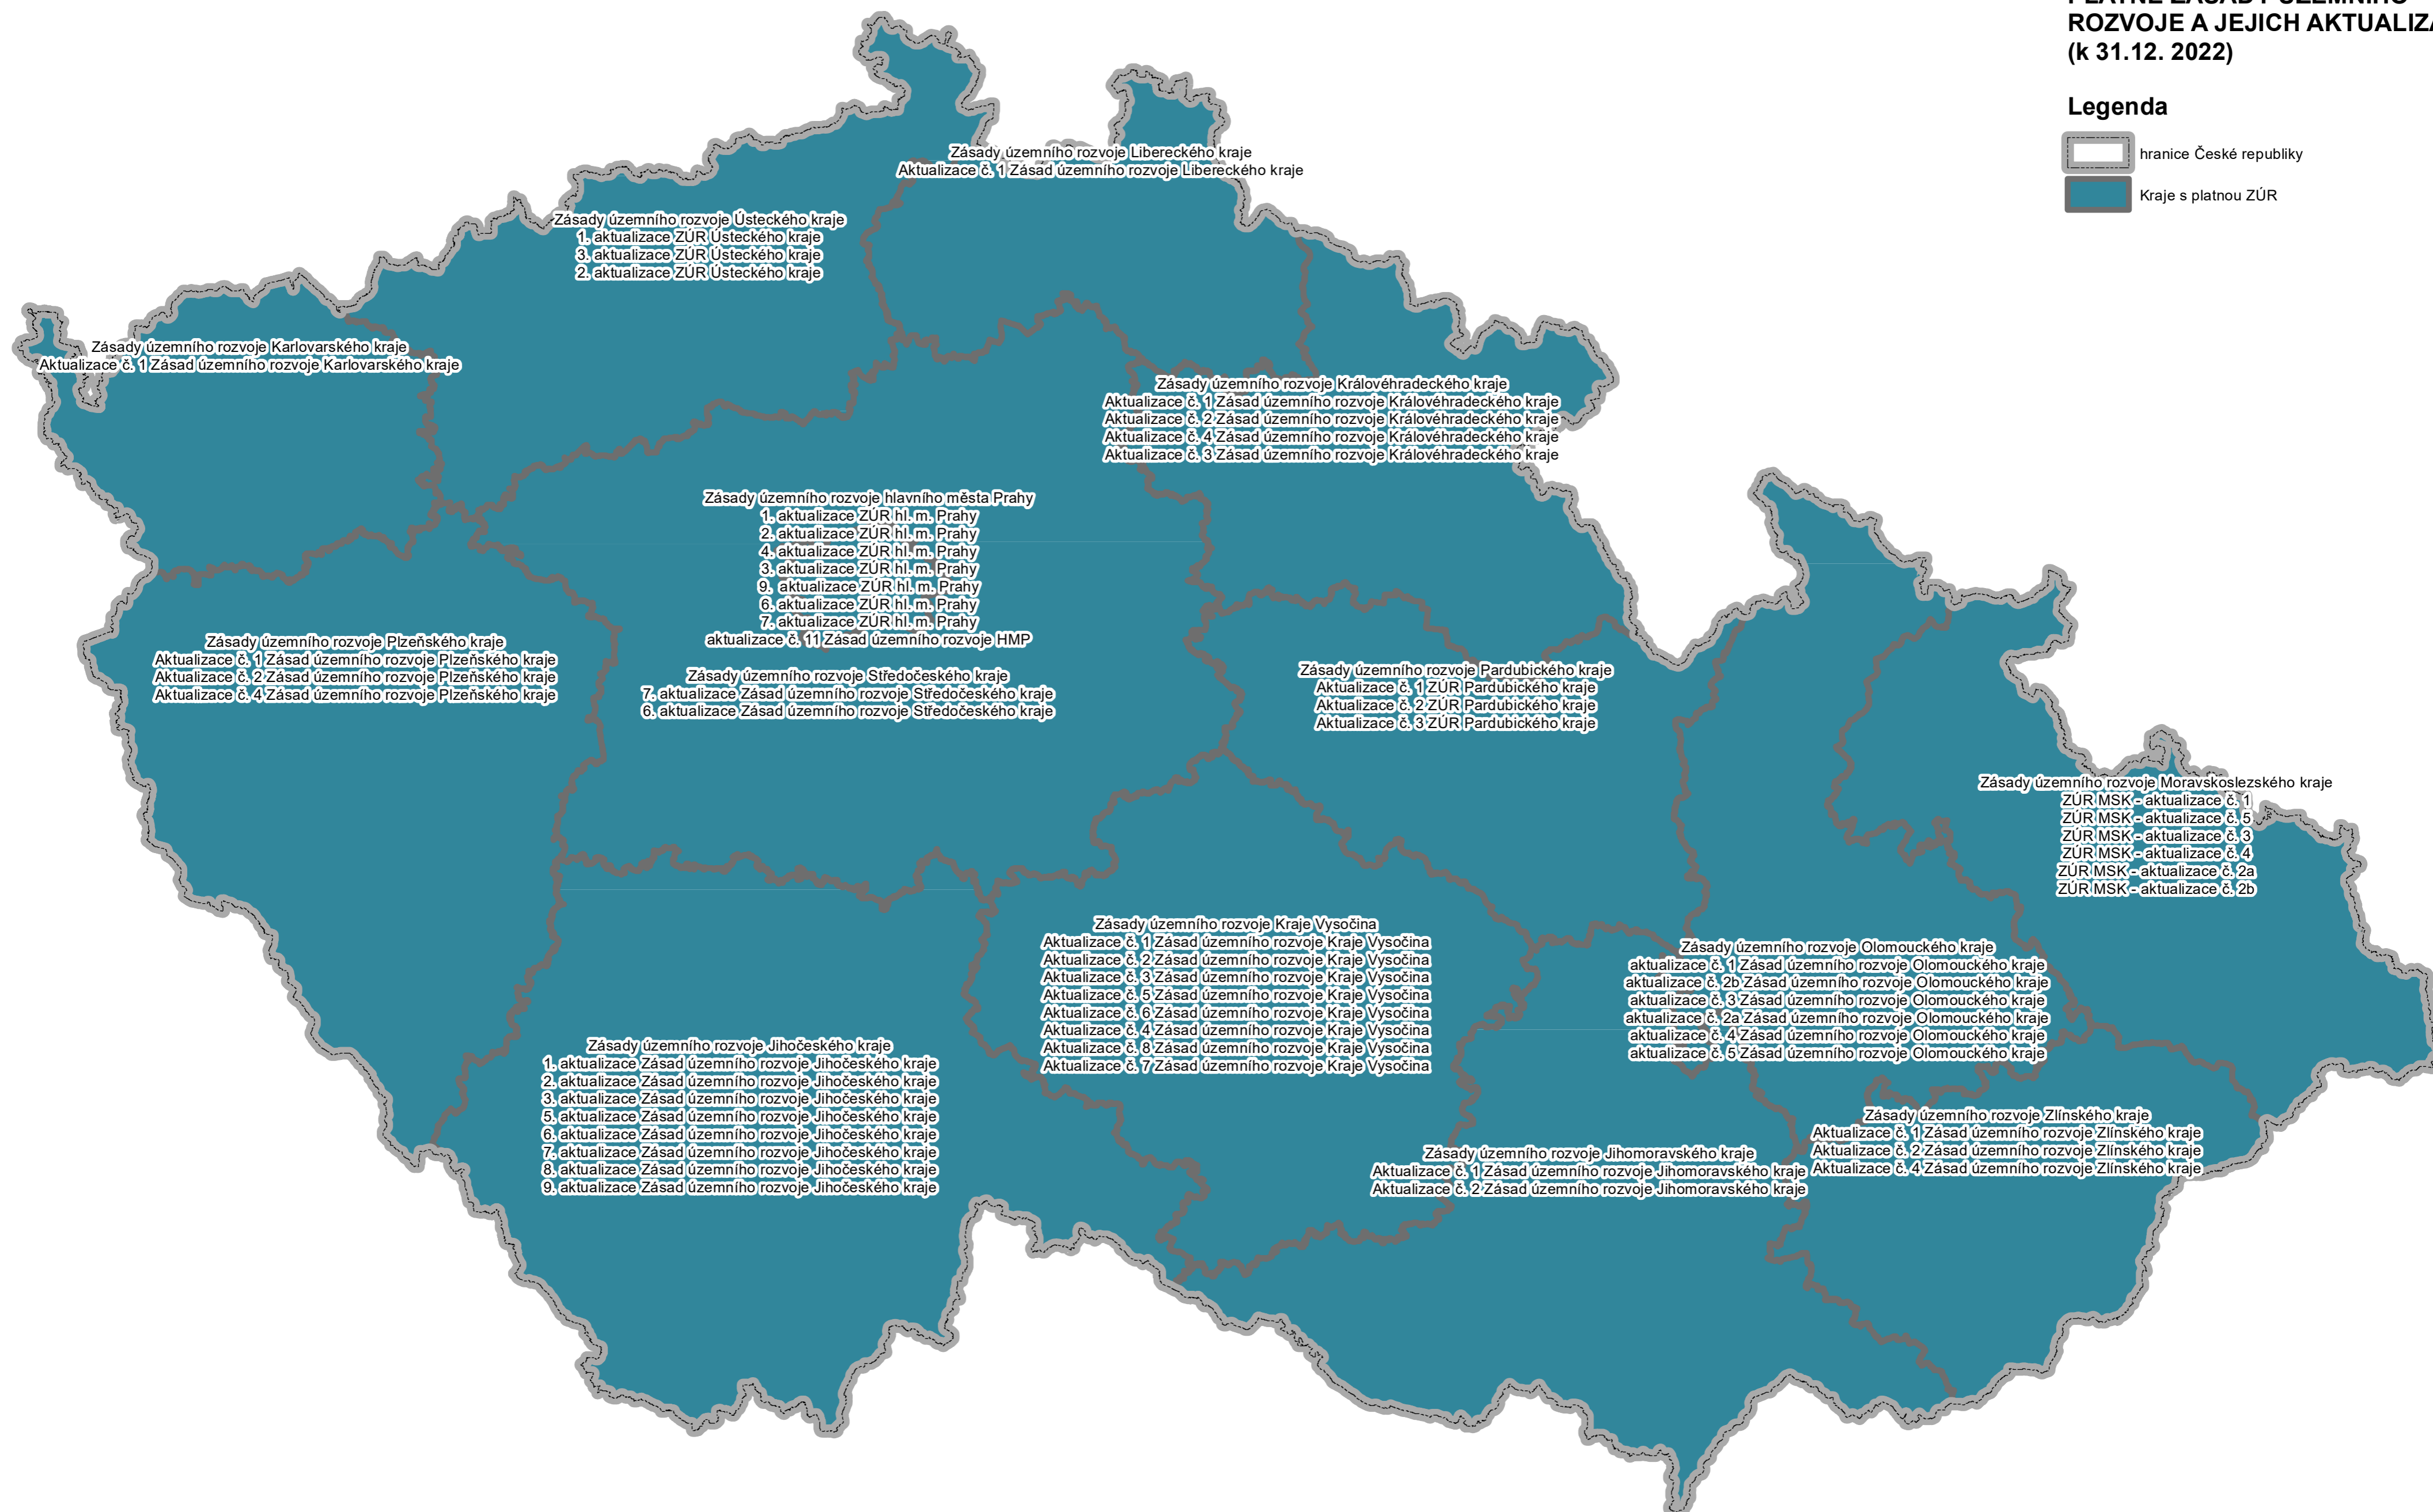 PLATNÉ ZÁSADY ÚZEMNÍHO
ROZVOJE A JEJICH
(k 31.12. 2022)
Legenda
hranice České republiky
Kraje s platnou ZÚR
Zásady územního rozvoje Libereckého kraje
Aktualizace č. 1 Zásad územního rozvoje Libereckého kraje
Zásady územního rozvoje Ústeckého kraje
1. aktualizace ZÚR Ústeckého kraje
3. aktualizace ZÚR Ústeckého kraje
2. aktualizace ZÚR Ústeckého kraje
Zásady územního rozvoje Karlovarského kraje
Aktualizace č. 1 Zásad územního rozvoje Karlovarského kraje
Zásady územního rozvoje Královéhradeckého kraje
Aktualizace č. 1 Zásad územního rozvoje Královéhradeckého kraje
Aktualizace č. 2 Zásad územního rozvoje Královéhradeckého kraje
Aktualizace č. 4 Zásad územního rozvoje Královéhradeckého kraje
Aktualizace č. 3 Zásad územního rozvoje Královéhradeckého kraje
Zásady územního rozvoje hlavního města Prahy
1. aktualizace ZÚR hl. m. Prahy
2. aktualizace ZÚR hl. m. Prahy
4. aktualizace ZÚR hl. m. Prahy
3. aktualizace ZÚR hl. m. Prahy
9. aktualizace ZÚR hl. m. Prahy
6. aktualizace ZÚR hl. m. Prahy
7. aktualizace ZÚR hl. m. Prahy
aktualizace č. 11 Zásad územního rozvoje HMP
Zásady územního rozvoje Středočeského kraje
7. aktualizace Zásad územního rozvoje Středočeského kraje
6. aktualizace Zásad územního rozvoje Středočeského kraje
Zásady územního rozvoje Plzeňského kraje
Aktualizace č. 1 Zásad územního rozvoje Plzeňského kraje
Aktualizace č. 2 Zásad územního rozvoje Plzeňského kraje
Aktualizace č. 4 Zásad územního rozvoje Plzeňského kraje
Zásady územního rozvoje Pardubického kraje
Aktualizace č. 1 ZÚR Pardubického kraje
Aktualizace č. 2 ZÚR Pardubického kraje
Aktualizace č. 3 ZÚR Pardubického kraje
Zásady územního rozvoje Moravskoslezského kraje
ZÚR MSK - aktualizace č. 1
ZÚR MSK - aktualizace č. 5
ZÚR MSK - aktualizace č. 3
ZÚR MSK - aktualizace č. 4
ZÚR MSK - aktualizace č. 2a
ZÚR MSK - aktualizace č. 2b
Zásady územního rozvoje Kraje Vysočina
Aktualizace č. 1 Zásad územního rozvoje Kraje Vysočina
Aktualizace č. 2 Zásad územního rozvoje Kraje Vysočina
Aktualizace č. 3 Zásad územního rozvoje Kraje Vysočina
Aktualizace č. 5 Zásad územního rozvoje Kraje Vysočina
Aktualizace č. 6 Zásad územního rozvoje Kraje Vysočina
Aktualizace č. 4 Zásad územního rozvoje Kraje Vysočina
Aktualizace č. 8 Zásad územního rozvoje Kraje Vysočina
Aktualizace č. 7 Zásad územního rozvoje Kraje Vysočina
Zásady územního rozvoje Olomouckého kraje
aktualizace č. 1 Zásad územního rozvoje Olomouckého kraje
aktualizace č. 2b Zásad územního rozvoje Olomouckého kraje
aktualizace č. 3 Zásad územního rozvoje Olomouckého kraje
aktualizace č. 2a Zásad územního rozvoje Olomouckého kraje
aktualizace č. 4 Zásad územního rozvoje Olomouckého kraje
aktualizace č. 5 Zásad územního rozvoje Olomouckého kraje
Zásady územního rozvoje Jihočeského kraje
1. aktualizace Zásad územního rozvoje Jihočeského kraje
2. aktualizace Zásad územního rozvoje Jihočeského kraje
3. aktualizace Zásad územního rozvoje Jihočeského kraje
5. aktualizace Zásad územního rozvoje Jihočeského kraje
6. aktualizace Zásad územního rozvoje Jihočeského kraje
7. aktualizace Zásad územního rozvoje Jihočeského kraje
8. aktualizace Zásad územního rozvoje Jihočeského kraje
9. aktualizace Zásad územního rozvoje Jihočeského kraje
Zásady územního rozvoje Zlínského kraje
Aktualizace č. 1 Zásad územního rozvoje Zlínského kraje
Aktualizace č. 2 Zásad územního rozvoje Zlínského kraje
Aktualizace č. 4 Zásad územního rozvoje Zlínského kraje
Zásady územního rozvoje Jihomoravského kraje
Aktualizace č. 1 Zásad územního rozvoje Jihomoravského kraje
Aktualizace č. 2 Zásad územního rozvoje Jihomoravského kraje